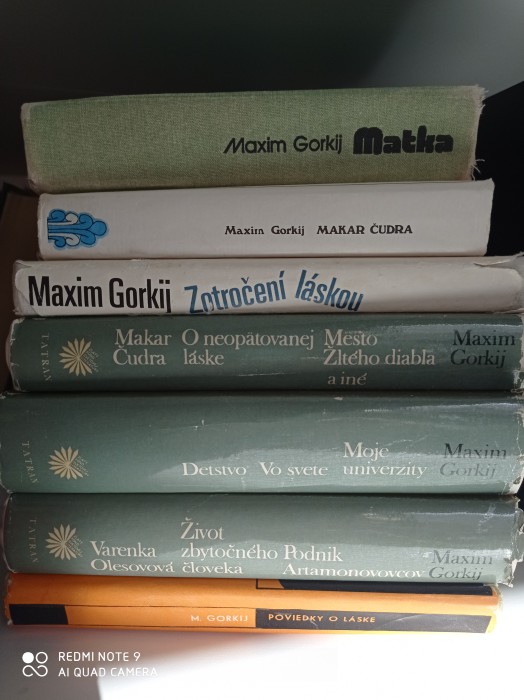 Maxim Gorkij Matka
Maxim Gorkij MAKAR ČUDRA
Maxim Gorkij Zotročení láskou
TATRAN
Makar
Čudra
O neopätovanej
láske
Mesto
Žltého diabla
a iné
Maxim
Gorkij
TATRAN
Detstvo Vo svete
Moje
univerzity
Maxim
Gorkij
TATRAN
Varenka
Olesovová
Život
zbytočného
človeka
Podnik
Artamonovovcov
Maxim
Gorkij
M. GORKIJ POVIEDKY O LÁSKE
REDMI NOTE 9
AI QUAD CAMERA